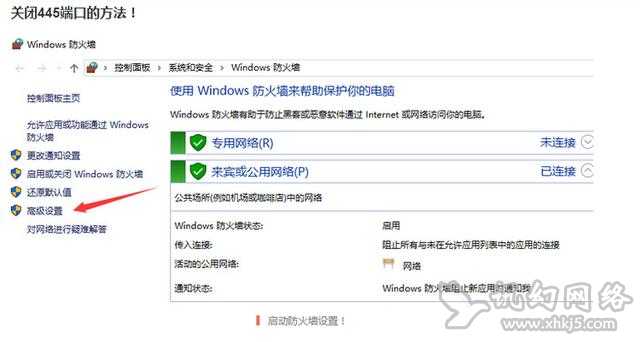 关闭445端口的方法！
Windows 防火墙
控制面板 > 系统和安全 > Windows 防火墙
控制面板主页
允许应用或功能通过 Windows
防火墙
更改通知设置
启用或关闭 Windows 防火墙
还原默认值
高级设置
对网络进行疑难解答
使用 Windows 防火墙来帮助保护你的电脑
Windows 防火墙有助于防止黑客或恶意软件通过 Internet 或网络访问你的电脑。
专用网络(R) 未连接
来宾或公用网络(P) 已连接
公共场所(例如机场或咖啡店)中的网络
Windows 防火墙状态: 启用
传入连接: 阻止所有与未在允许应用列表中的应用的连接
活动的公用网络: 网络
通知状态: Windows 防火墙阻止新应用时通知我
启动防火墙设置！
www.xhkj5.com